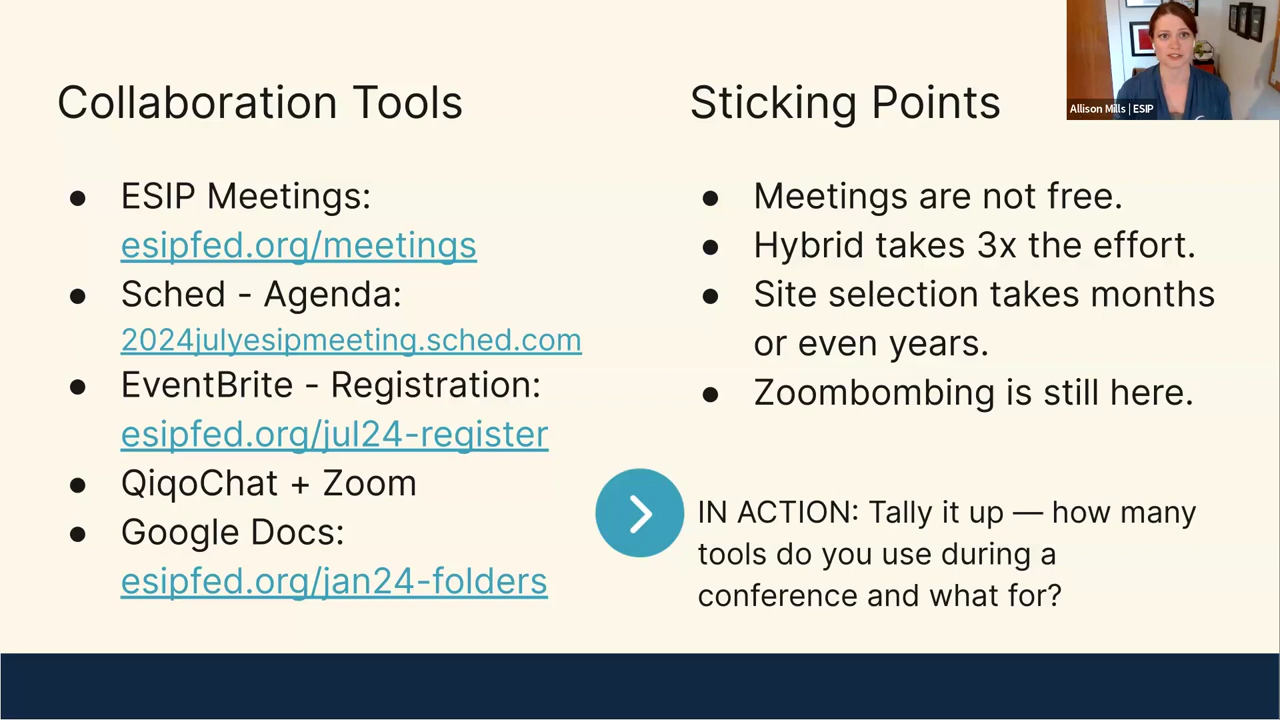 Collaboration Tools
● ESIP Meetings:
esipfed.org/meetings
● Sched - Agenda:
2024julyesipmeeting.sched.com
● EventBrite - Registration:
esipfed.org/jul24-register
● QiqoChat + Zoom
● Google Docs:
esipfed.org/jan24-folders
Sticking Points
● Meetings are not free.
● Hybrid takes 3x the effort.
● Site selection takes months
or even years.
● Zoombombing is still here.
IN ACTION: Tally it up — how many
tools do you use during a
conference and what for?
Allison Mills | ESIP